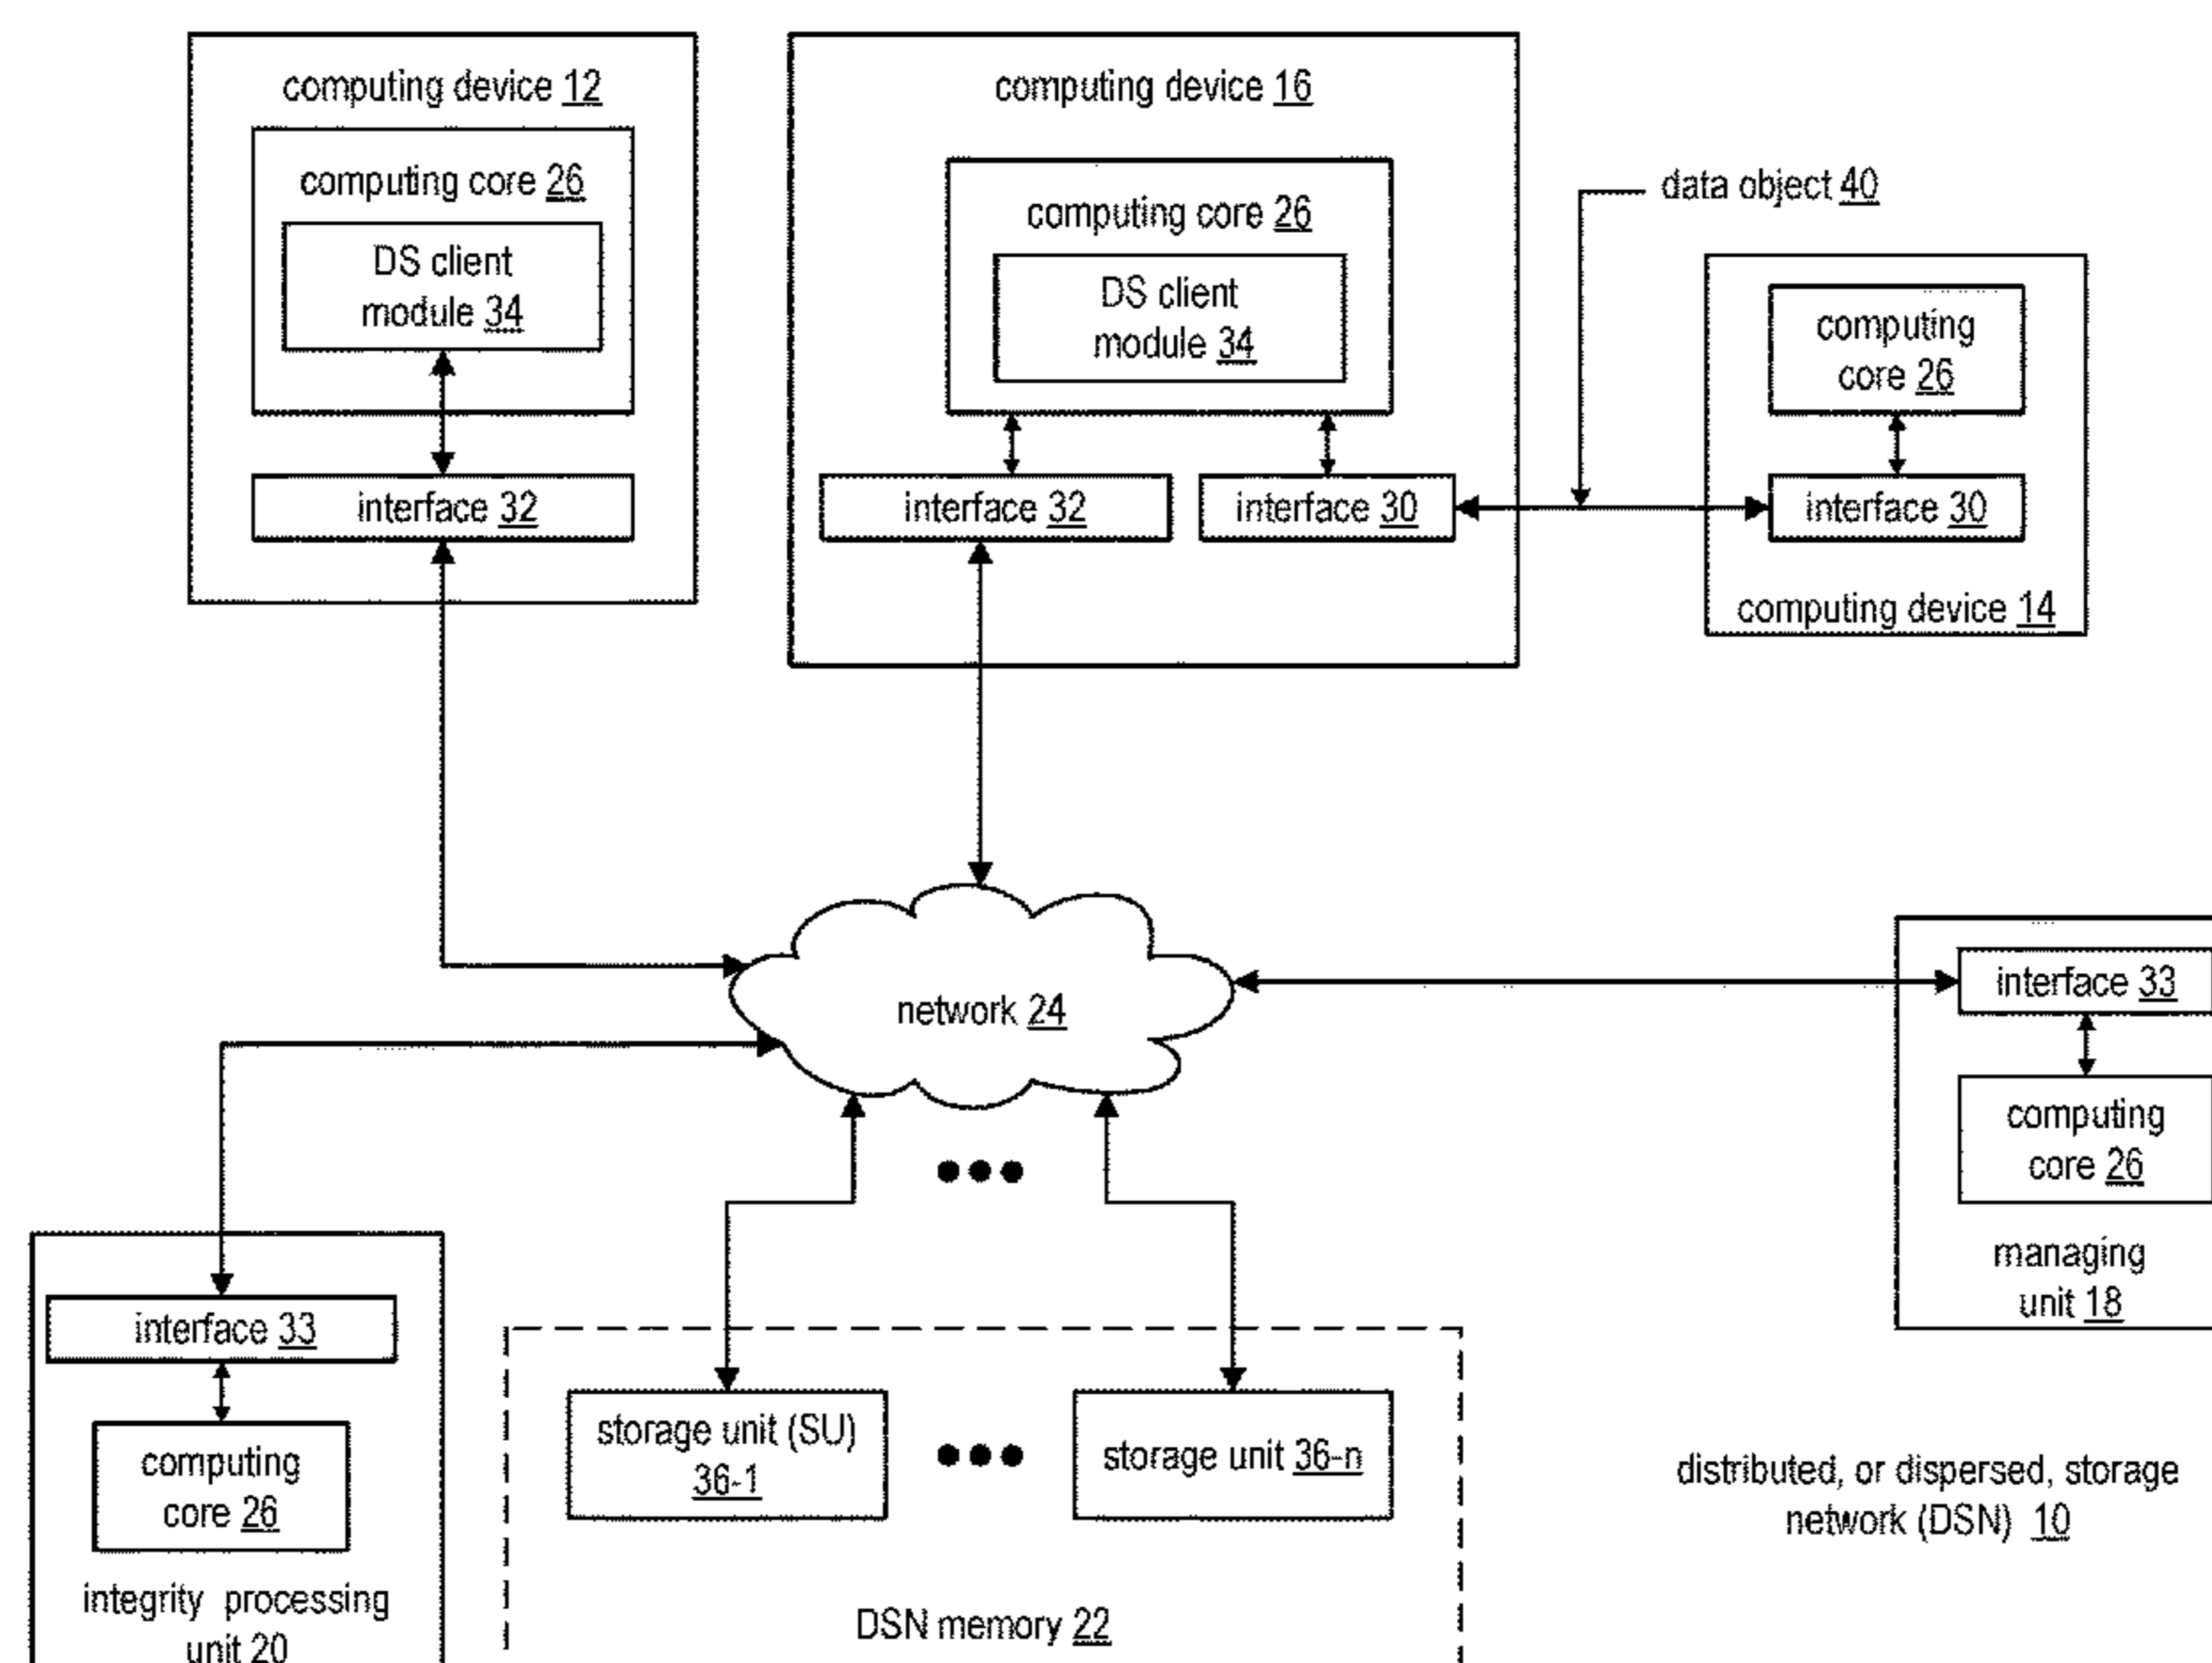 computing device 12
computing core 26
DS client
module 34
interface 32
computing device 16
computing core 26
DS client
module 34
interface 32
interface 30
data object 40
computing
core 26
interface 30
computing device 14
network 24
interface 33
computing
core 26
managing
unit 18
interface 33
computing
core 26
integrity processing
unit 20
storage unit (SU)
36-1
storage unit 36-n
DSN memory 22
distributed, or dispersed, storage
network (DSN) 10